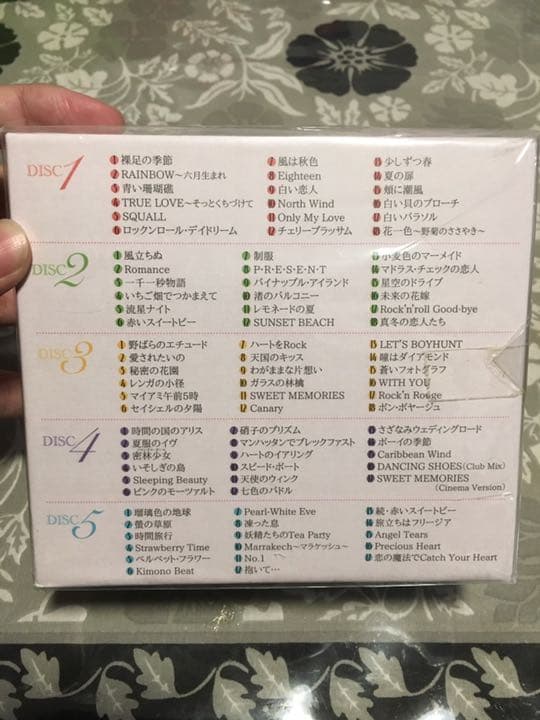 DISC 1
1 裸足の季節
2 RAINBOW〜六月生まれ
3 青い珊瑚礁
4 TRUE LOVE〜そっとくちづけて
5 SQUALL
6 ロックンロール・デイドリーム
7 風は秋色
8 Eighteen
9 白い恋人
10 North Wind
11 Only My Love
12 チェリーブラッサム
13 少しずつ春
14 夏の扉
15 頬に潮風
16 白い貝のブローチ
17 白いパラソル
18 花一色〜野菊のささやき〜
DISC 2
1 風立ちぬ
2 Romance
3 一千一秒物語
4 いちご畑でつかまえて
5 流星ナイト
6 赤いスイートピー
7 制服
8 P・R・E・S・E・N・T
9 パイナップル・アイランド
10 渚のバルコニー
11 レモネードの夏
12 SUNSET BEACH
13 小麦色のマーメイド
14 マドラス・チェックの恋人
15 星空のドライブ
16 未来の花嫁
17 Rock'n'roll Good-bye
18 真冬の恋人たち
DISC 3
1 野ばらのエチュード
2 愛されたいの
3 秘密の花園
4 レンガの小径
5 マイアミ午前5時
6 セイシェルの夕陽
7 ハートをRock
8 天国のキッス
9 わがままな片想い
10 ガラスの林檎
11 SWEET MEMORIES
12 Canary
13 LET'S BOYHUNT
14 瞳はダイアモンド
15 蒼いフォトグラフ
16 WITH YOU
17 Rock'n Rouge
18 ボン・ボヤージュ
DISC 4
1 時間の国のアリス
2 夏服のイヴ
3 密林少女
4 いそしぎの島
5 Sleeping Beauty
6 ピンクのモーツァルト
7 硝子のプリズム
8 マンハッタンでブレックファスト
9 ハートのイアリング
10 スピード・ボート
11 天使のウィンク
12 七色のパドル
13 さざなみウェディングロード
14 ボーイの季節
15 Caribbean Wind
16 DANCING SHOES(Club Mix)
17 SWEET MEMORIES
(Cinema Version)
DISC 5
1 瑠璃色の地球
2 螢の草原
3 時間旅行
4 Strawberry Time
5 ベルベット・フラワー
6 Kimono Beat
7 Pearl-White Eve
8 凍った息
9 妖精たちのTea Party
10 Marrakech〜マラケッシュ〜
11 No.1
12 抱いて…
13 続・赤いスイートピー
14 旅立ちはフリージア
15 Angel Tears
16 Precious Heart
17 恋の魔法でCatch Your Heart